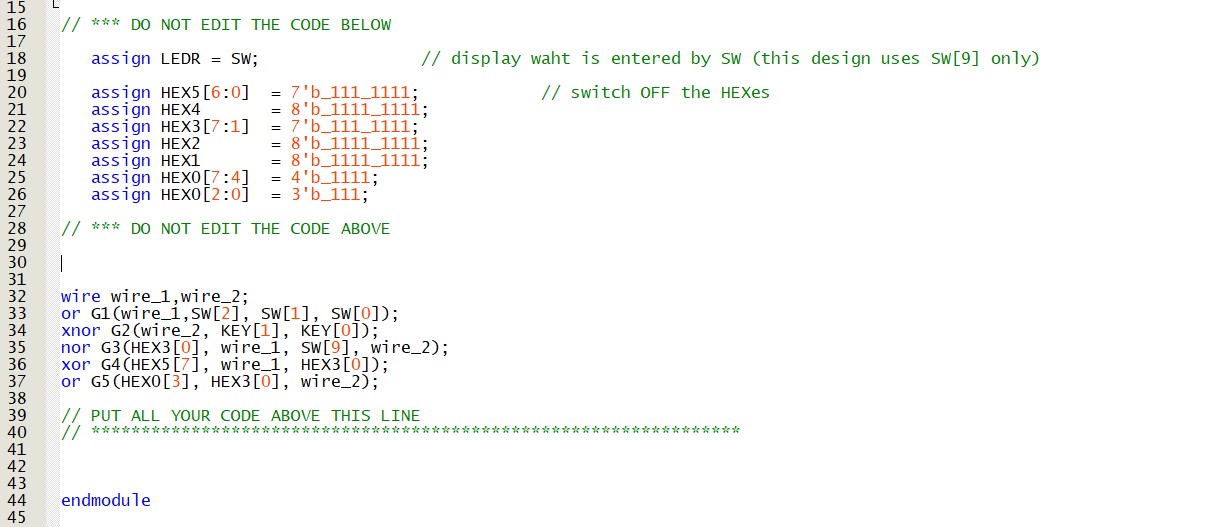 15
16 // *** DO NOT EDIT THE CODE BELOW
17
18 assign LEDR = SW; // display waht is entered by SW (this design uses SW[9] only)
19
20 assign HEX5[6:0] = 7'b_111_1111; // switch OFF the HEXes
21 assign HEX4 = 8'b_1111_1111;
22 assign HEX3[7:1] = 7'b_111_1111;
23 assign HEX2 = 8'b_1111_1111;
24 assign HEX1 = 8'b_1111_1111;
25 assign HEX0[7:4] = 4'b_1111;
26 assign HEX0[2:0] = 3'b_111;
27
28 // *** DO NOT EDIT THE CODE ABOVE
29
30
31
32 wire wire_1,wire_2;
33 or G1(wire_1,SW[2], SW[1], SW[0]);
34 xnor G2(wire_2, KEY[1], KEY[0]);
35 nor G3(HEX3[0], wire_1, SW[9], wire_2);
36 xor G4(HEX5[7], wire_1, HEX3[0]);
37 or G5(HEX0[3], HEX3[0], wire_2);
38
39 // PUT ALL YOUR CODE ABOVE THIS LINE
40 // *****************************************************************
41
42
43
44 endmodule
45